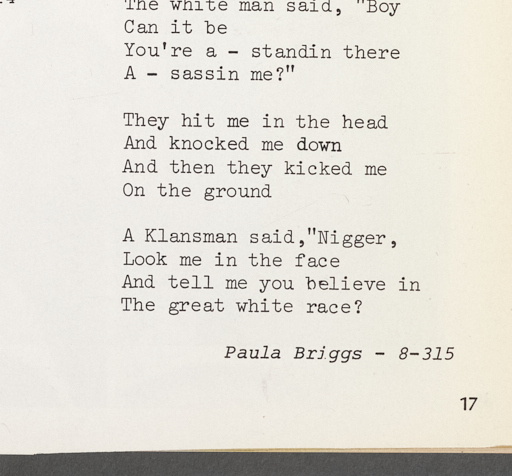 The white man said, "Boy
Can it be
You're a - standin there
A - sassin me?"
They hit me in the head
And knocked me down
And then they kicked me
On the ground
A Klansman said,"Nigger,
Look me in the face
And tell me you believe in
The great white race?
Paula Briggs - 8-315
17